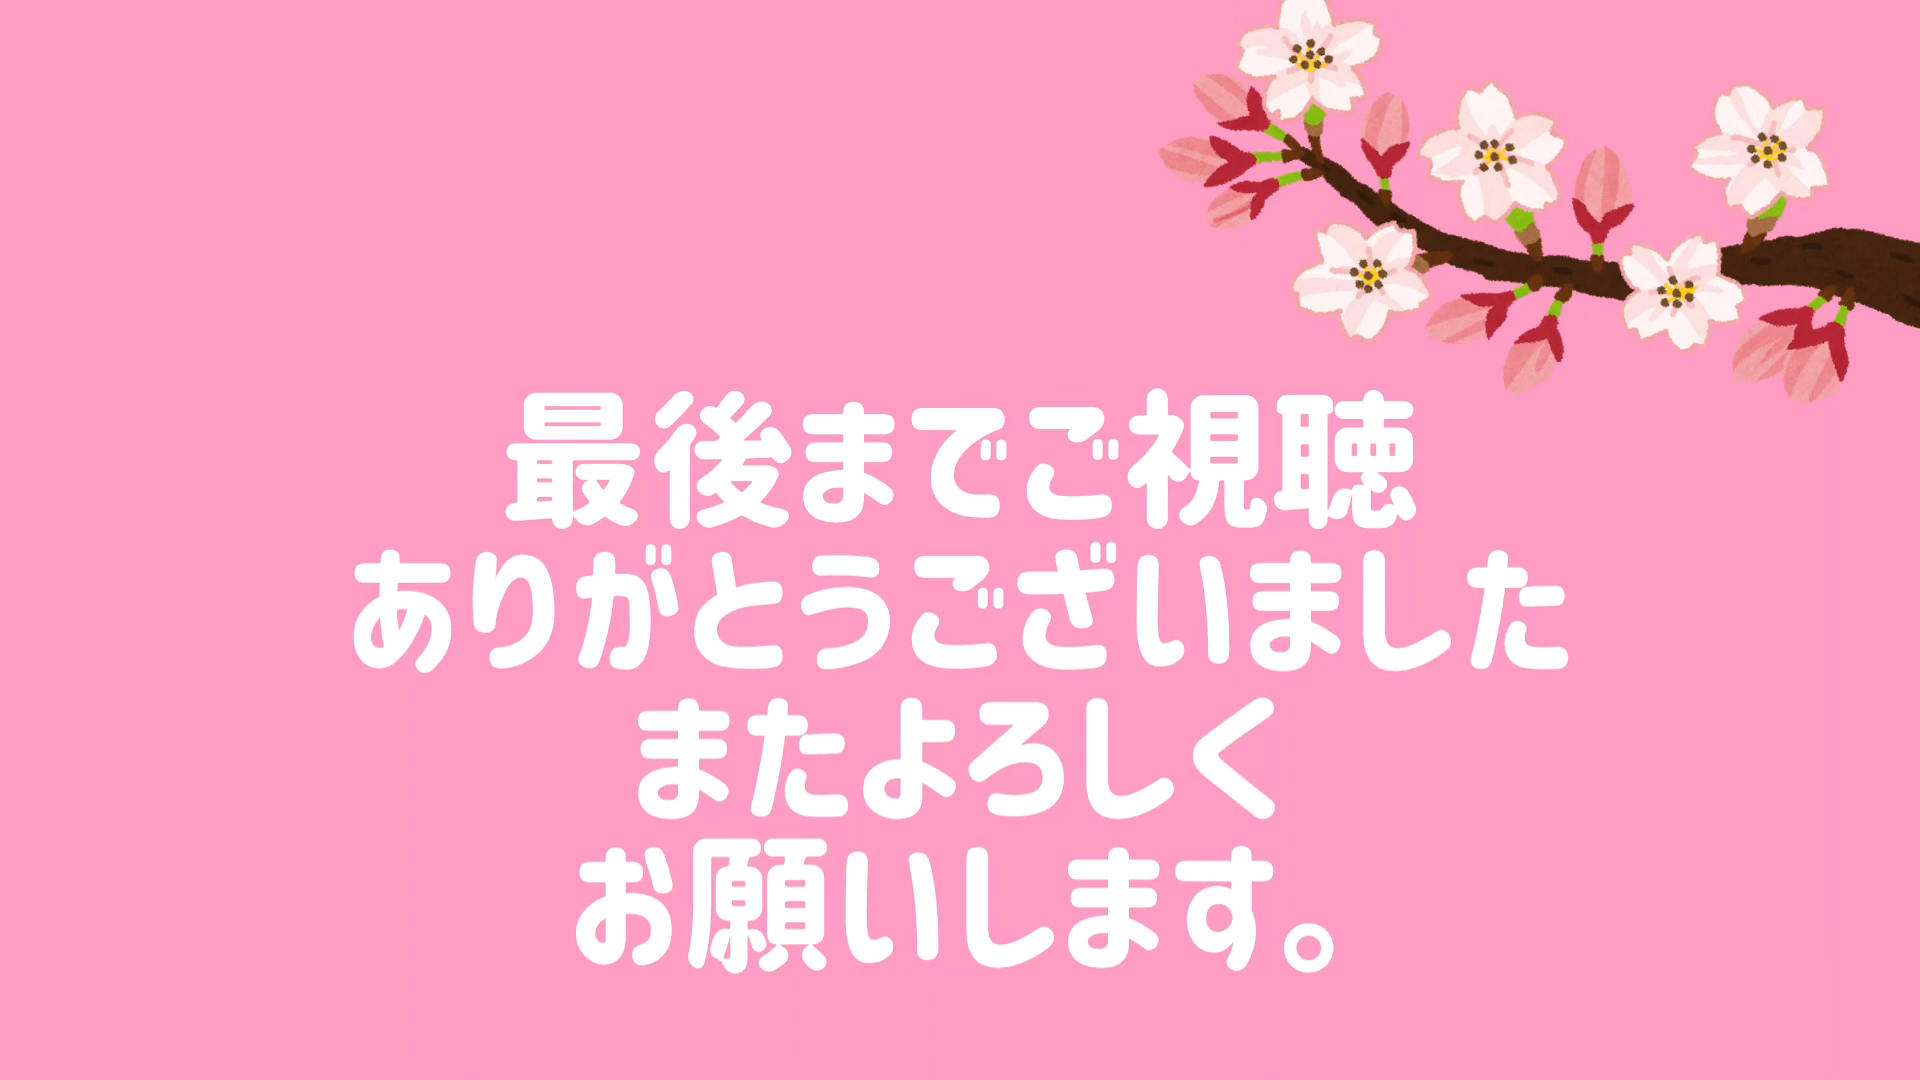 最後までご視聴
ありがとうございました
またよろしく
お願いします。